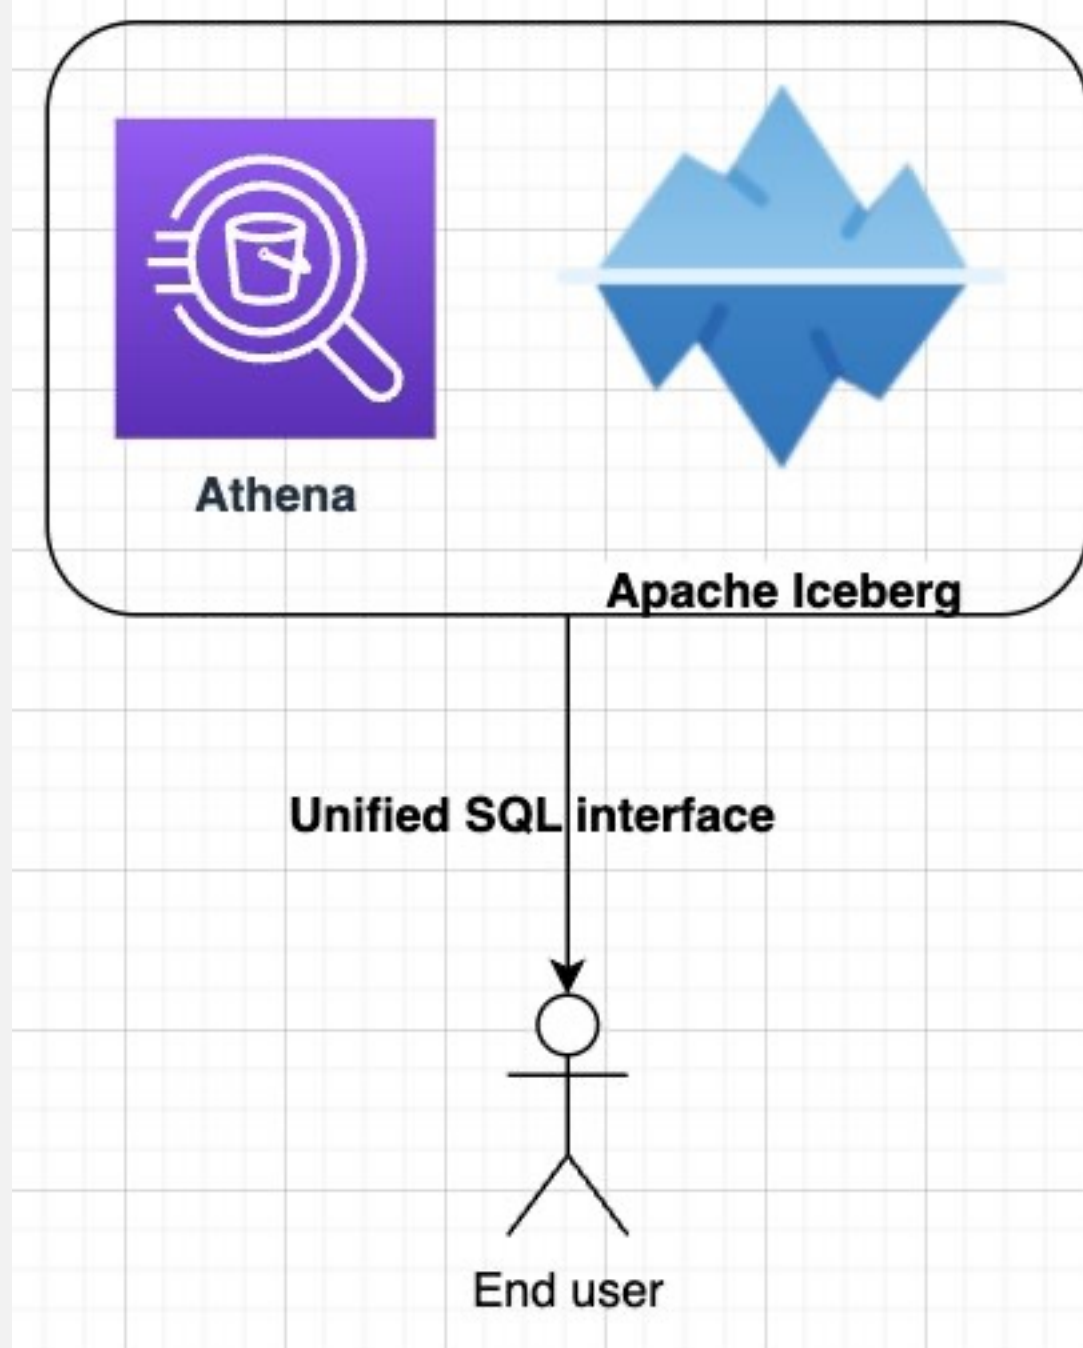 Athena
Apache Iceberg
Unified SQL interface
End user